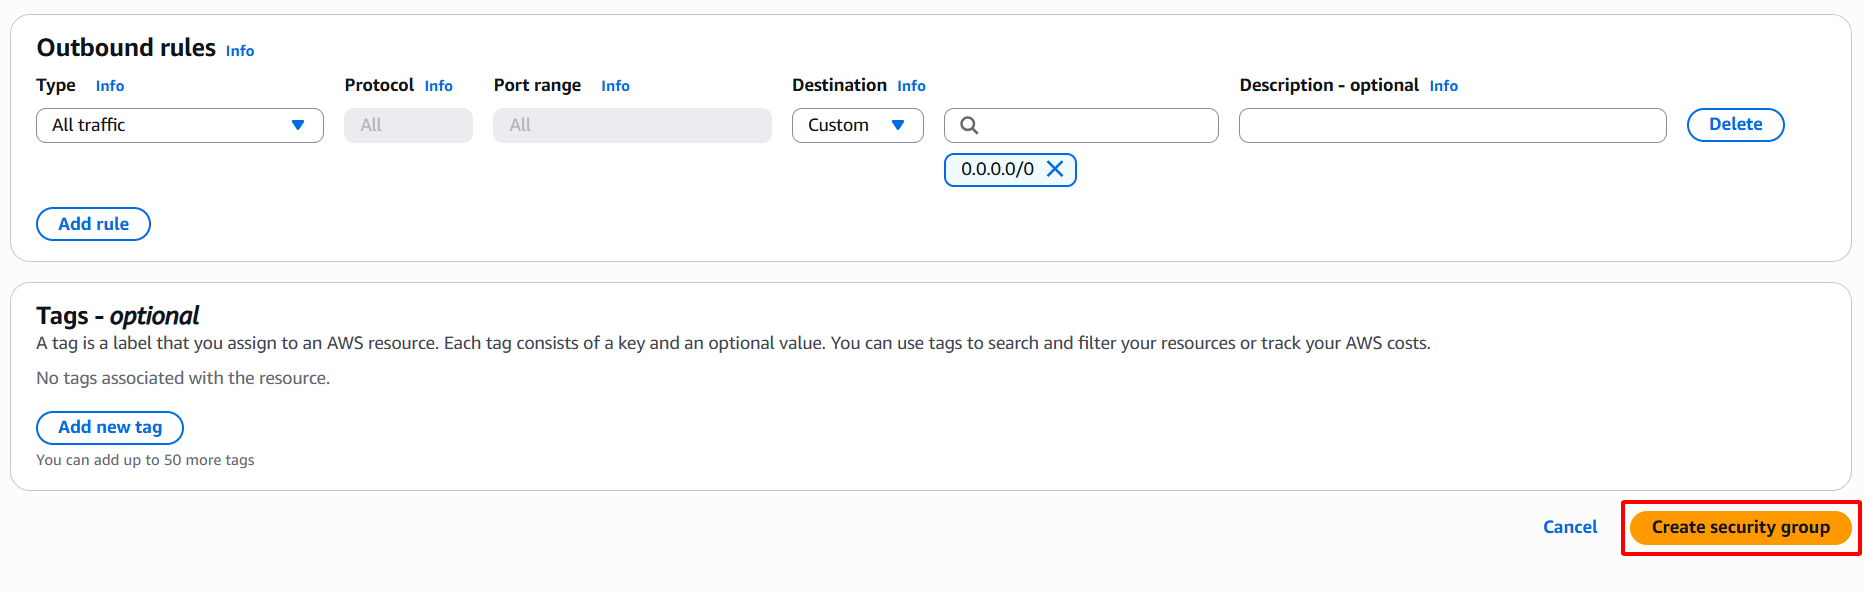 Outbound rules Info
Type Info Protocol Info Port range Info Destination Info Description - optional Info
All traffic All All Custom Delete
0.0.0.0/0
Add rule
Tags - optional
A tag is a label that you assign to an AWS resource. Each tag consists of a key and an optional value. You can use tags to search and filter your resources or track your AWS costs.
No tags associated with the resource.
Add new tag
You can add up to 50 more tags
Cancel Create security group